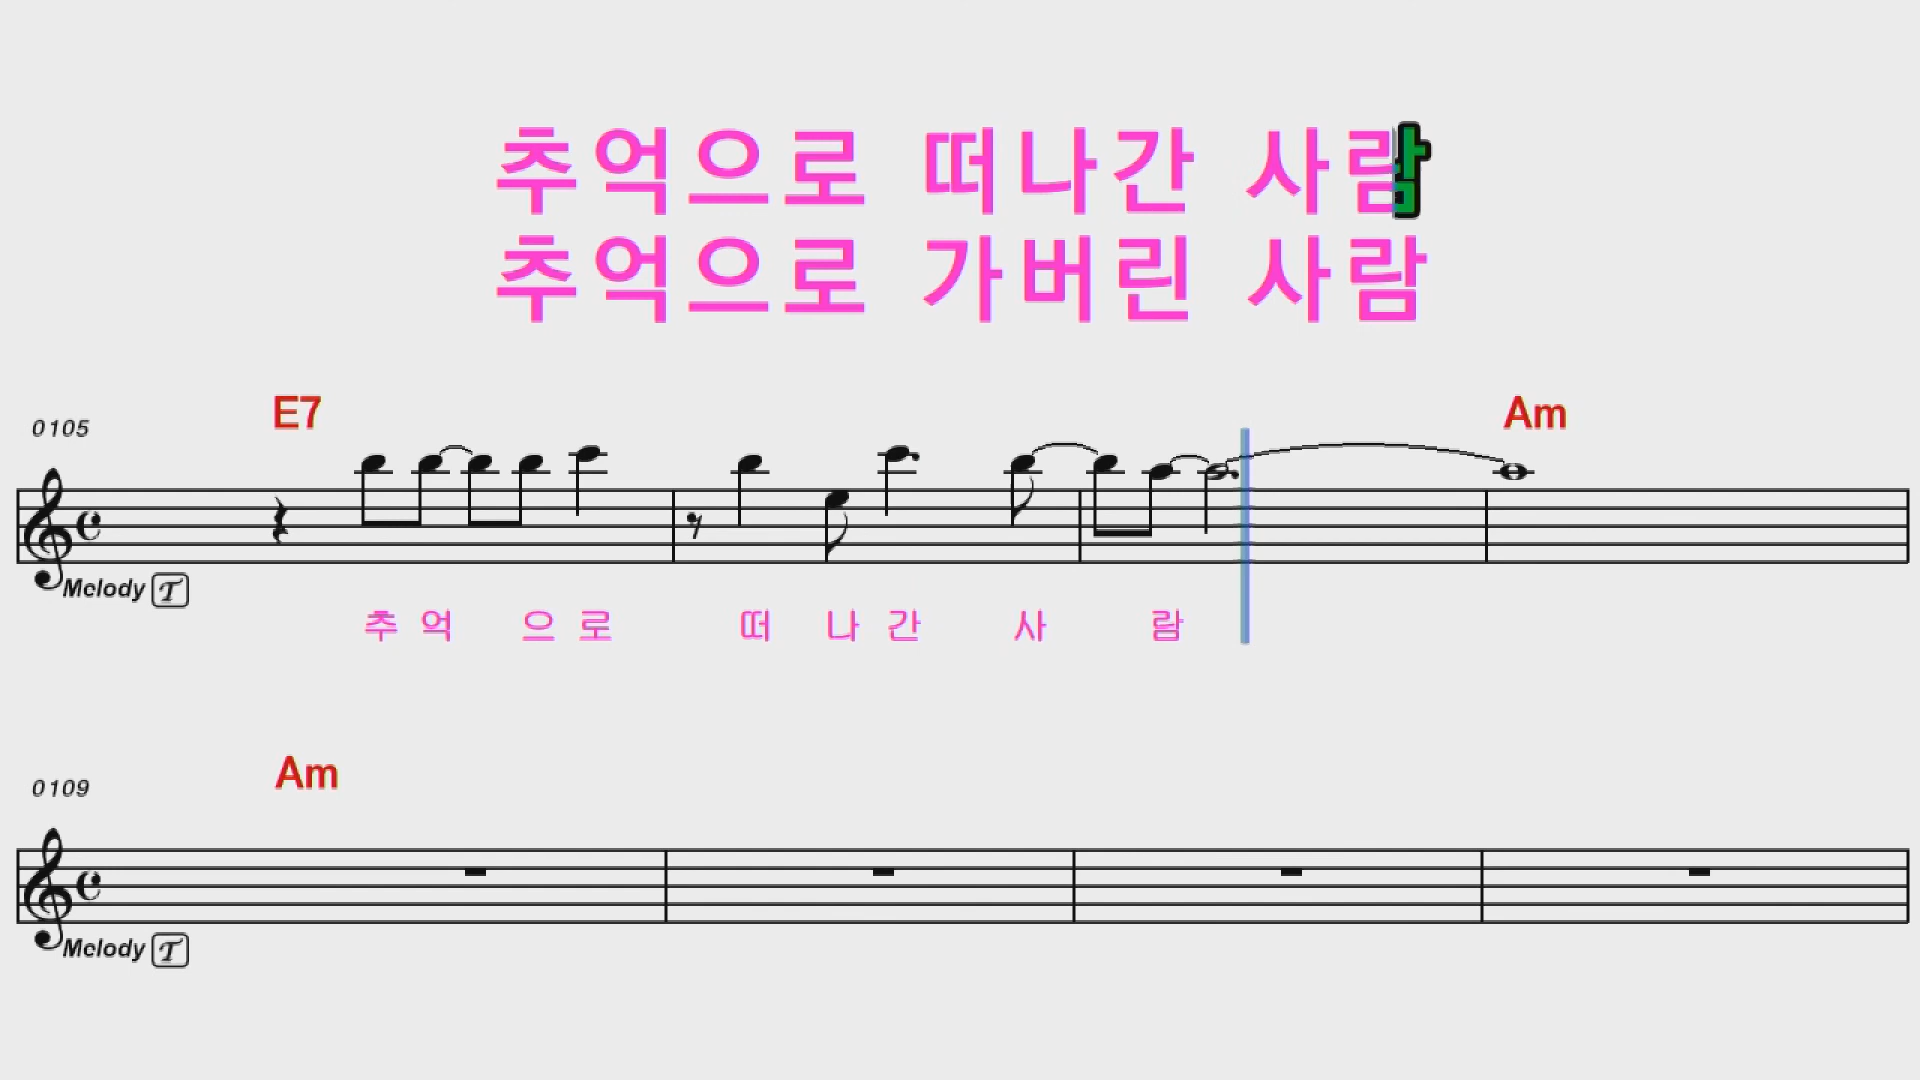 추억으로 떠나간 사람
추억으로 가버린 사람
0105 E7 Am
Melody T
추 억 으 로 떠 나 간 사 람
0109 Am
Melody T